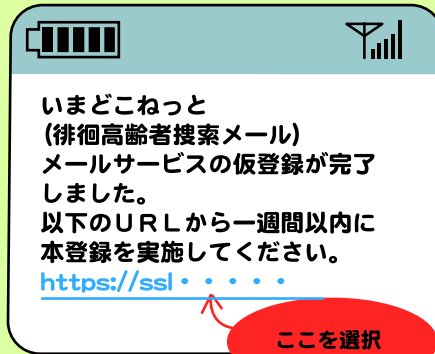 いまどこねっと
(徘徊高齢者捜索メール)
メールサービスの仮登録が完了
しました。
以下のＵＲＬから一週間以内に
本登録を実施してください。
https://ssl・・・・・
ここを選択